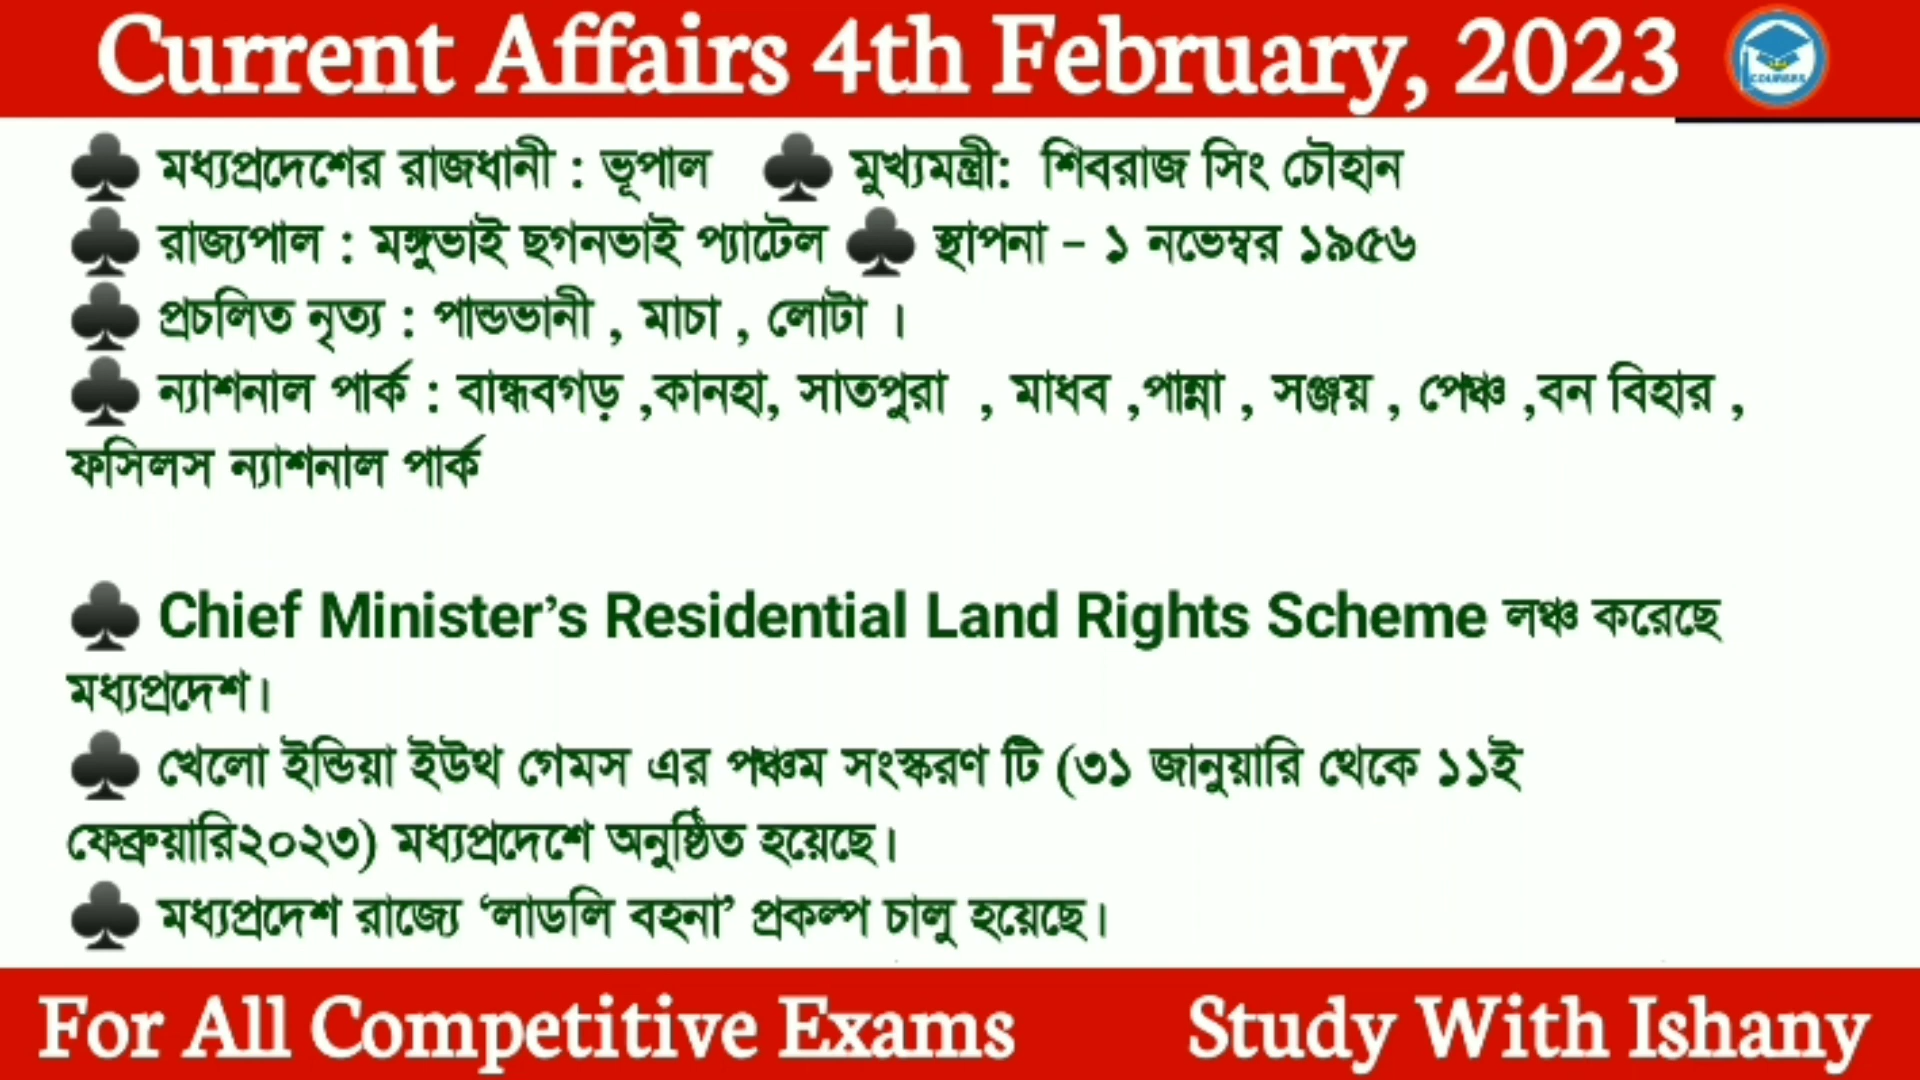 Current Affairs 4th February, 2023
COURSES
♣ মধ্যপ্রদেশের রাজধানী : ভূপাল ♣ মুখ্যমন্ত্রী: শিবরাজ সিং চৌহান
♣ রাজ্যপাল : মঙ্গুভাই ছগনভাই প্যাটেল ♣ স্থাপনা – ১ নভেম্বর ১৯৫৬
♣ প্রচলিত নৃত্য : পান্ডভানী , মাচা , লোটা ।
♣ ন্যাশনাল পার্ক : বান্ধবগড় ,কানহা, সাতপুরা , মাধব ,পান্না , সঞ্জয় , পেঞ্চ ,বন বিহার ,
ফসিলস ন্যাশনাল পার্ক
♣ Chief Minister’s Residential Land Rights Scheme লঞ্চ করেছে
মধ্যপ্রদেশ।
♣ খেলো ইন্ডিয়া ইউথ গেমস এর পঞ্চম সংস্করণ টি (৩১ জানুয়ারি থেকে ১১ই
ফেব্রুয়ারি২০২৩) মধ্যপ্রদেশে অনুষ্ঠিত হয়েছে।
♣ মধ্যপ্রদেশ রাজ্যে ‘লাডলি বহনা’ প্রকল্প চালু হয়েছে।
For All Competitive Exams Study With Ishany